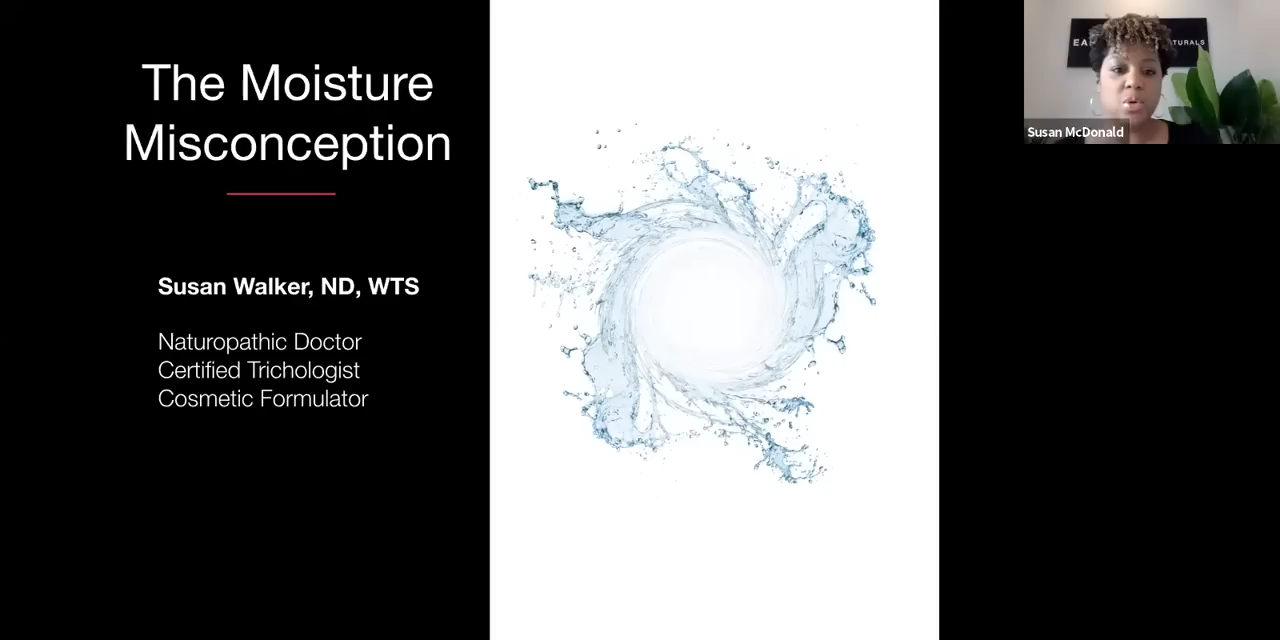 The Moisture
Misconception
Susan Walker, ND, WTS
Naturopathic Doctor
Certified Trichologist
Cosmetic Formulator
Susan McDonald